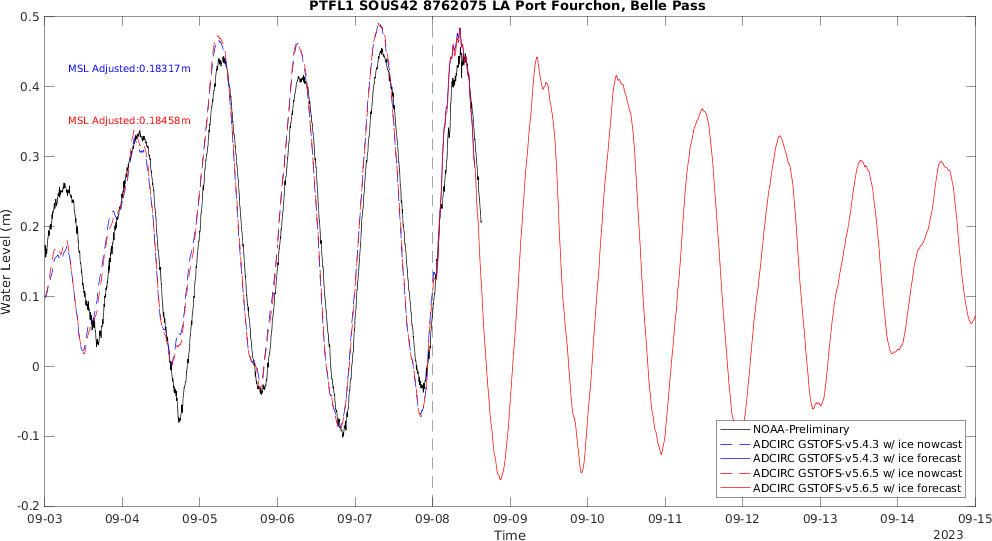 PTFL1 SOUS42 8762075 LA Port Fourchon, Belle Pass
0.5
0.4
0.3
0.2
0.1
0
-0.1
-0.2
Water Level (m)
MSL Adjusted:0.18317m
MSL Adjusted:0.18458m
NOAA-Preliminary
ADCIRC GSTOFS-v5.4.3 w/ ice nowcast
ADCIRC GSTOFS-v5.4.3 w/ ice forecast
ADCIRC GSTOFS-v5.6.5 w/ ice nowcast
ADCIRC GSTOFS-v5.6.5 w/ ice forecast
09-03 09-04 09-05 09-06 09-07 09-08 09-09 09-10 09-11 09-12 09-13 09-14 09-15
Time
2023